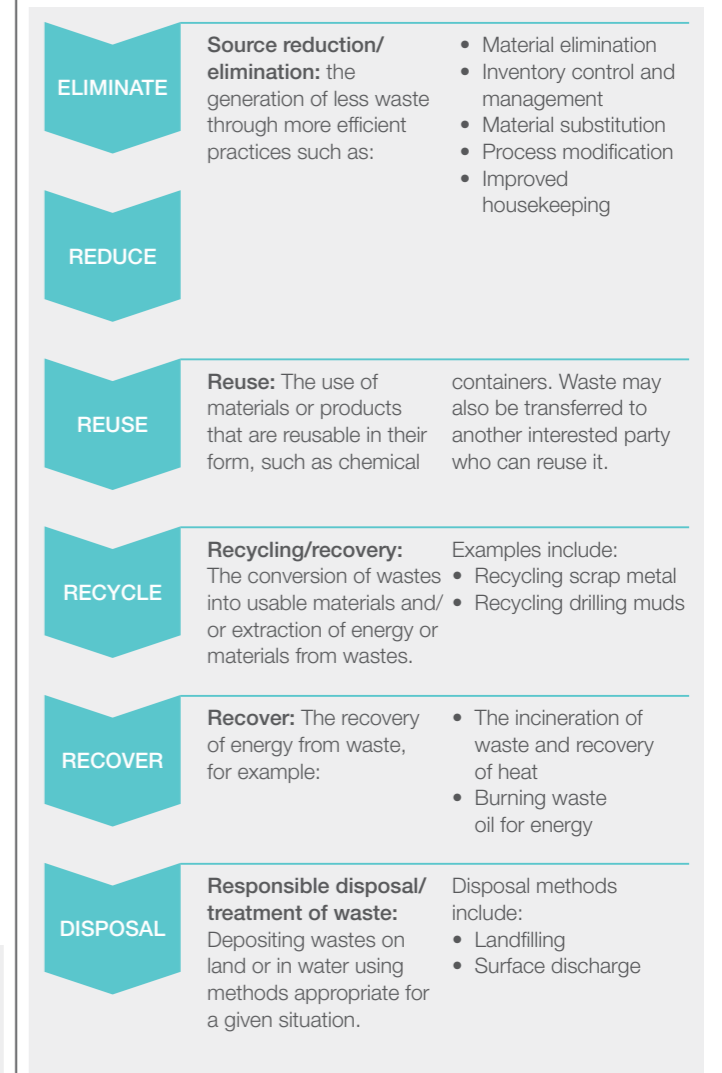 ELIMINATE
Source reduction/
elimination: the
generation of less waste
through more efficient
practices such as:
• Material elimination
• Inventory control and
management
• Material substitution
• Process modification
• Improved
housekeeping
REDUCE
REUSE
Reuse: The use of
materials or products
that are reusable in their
form, such as chemical
containers. Waste may
also be transferred to
another interested party
who can reuse it.
RECYCLE
Recycling/recovery:
The conversion of wastes
into usable materials and/
or extraction of energy or
materials from wastes.
Examples include:
• Recycling scrap metal
• Recycling drilling muds
RECOVER
Recover: The recovery
of energy from waste,
for example:
• The incineration of
waste and recovery
of heat
• Burning waste
oil for energy
DISPOSAL
Responsible disposal/
treatment of waste:
Depositing wastes on
land or in water using
methods appropriate for
a given situation.
Disposal methods
include:
• Landfilling
• Surface discharge